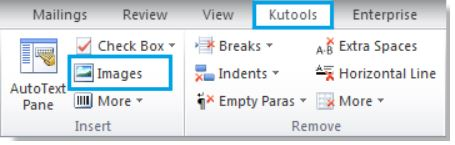 Mailings Review View Kutools Enterprise
Check Box Breaks A-B Extra Spaces
Images Indents A Horizontal Line
AutoText
Pane
More Empty Paras More
Insert Remove